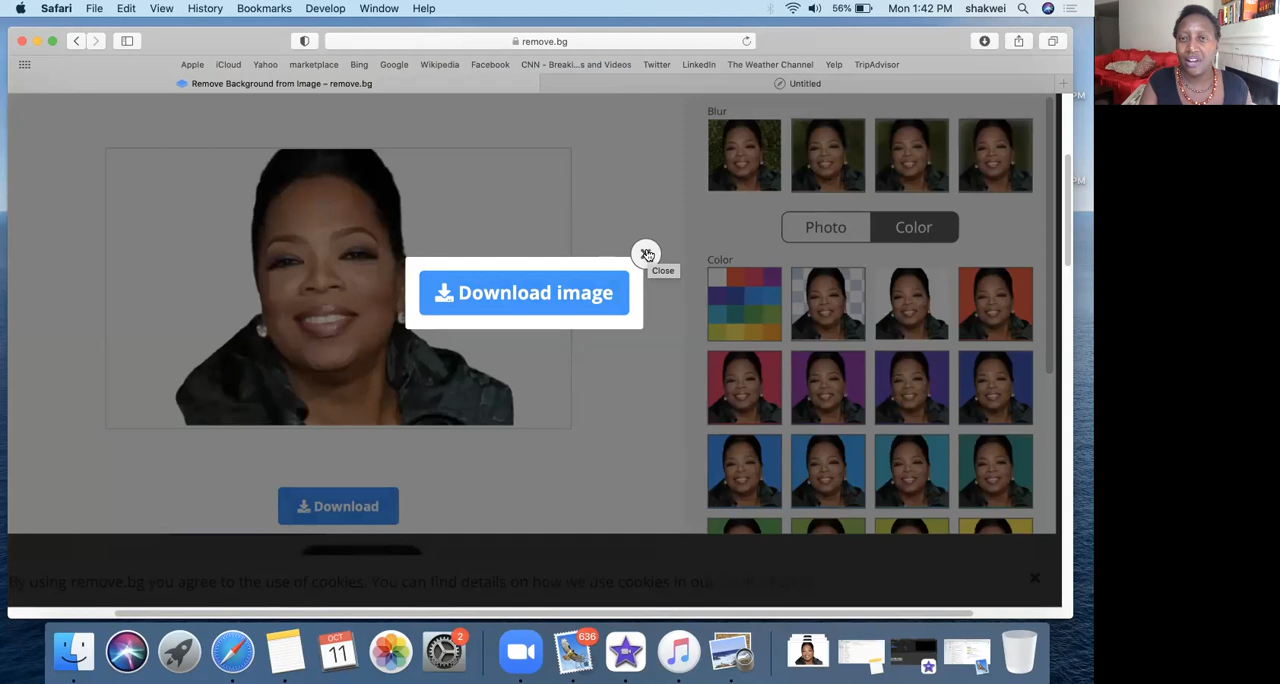 Safari File Edit View History Bookmarks Develop Window Help 56% Mon 1:42 PM shakwei
remove.bg
Apple iCloud Yahoo marketplace Bing Google Wikipedia Facebook CNN - Breaki...s and Videos Twitter LinkedIn The Weather Channel Yelp TripAdvisor
Remove Background from Image – remove.bg Untitled
PM
Blur
PM
Photo Color
Close
Color
Download image
Download
By using remove.bg you agree to the use of cookies. You can find details on how we use cookies in our
OCT
11
2
636